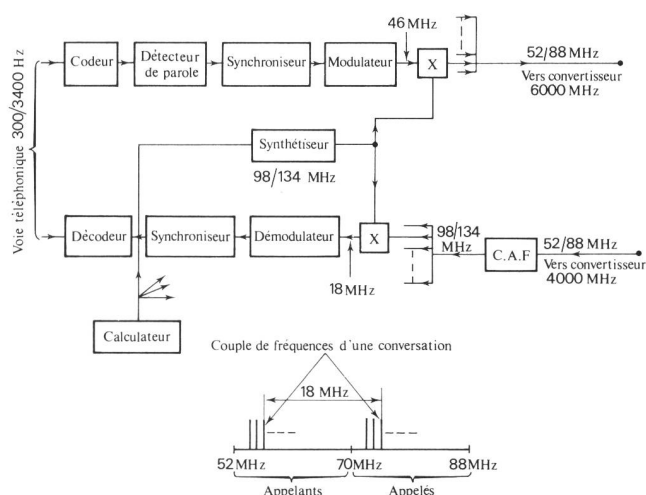 46 MHz
52/88 MHz
Vers convertisseur
6000 MHz
Voie téléphonique 300/3400 Hz
Codeur
Détecteur
de parole
Synchroniseur
Modulateur
X
Synthétiseur
98/134 MHz
Décodeur
Synchroniseur
Démodulateur
X
18 MHz
98/134
MHz
C.A.F
52/88 MHz
Vers convertisseur
4000 MHz
Calculateur
Couple de fréquences d'une conversation
18 MHz
52 MHz
70 MHz
88 MHz
Appelants
Appelés